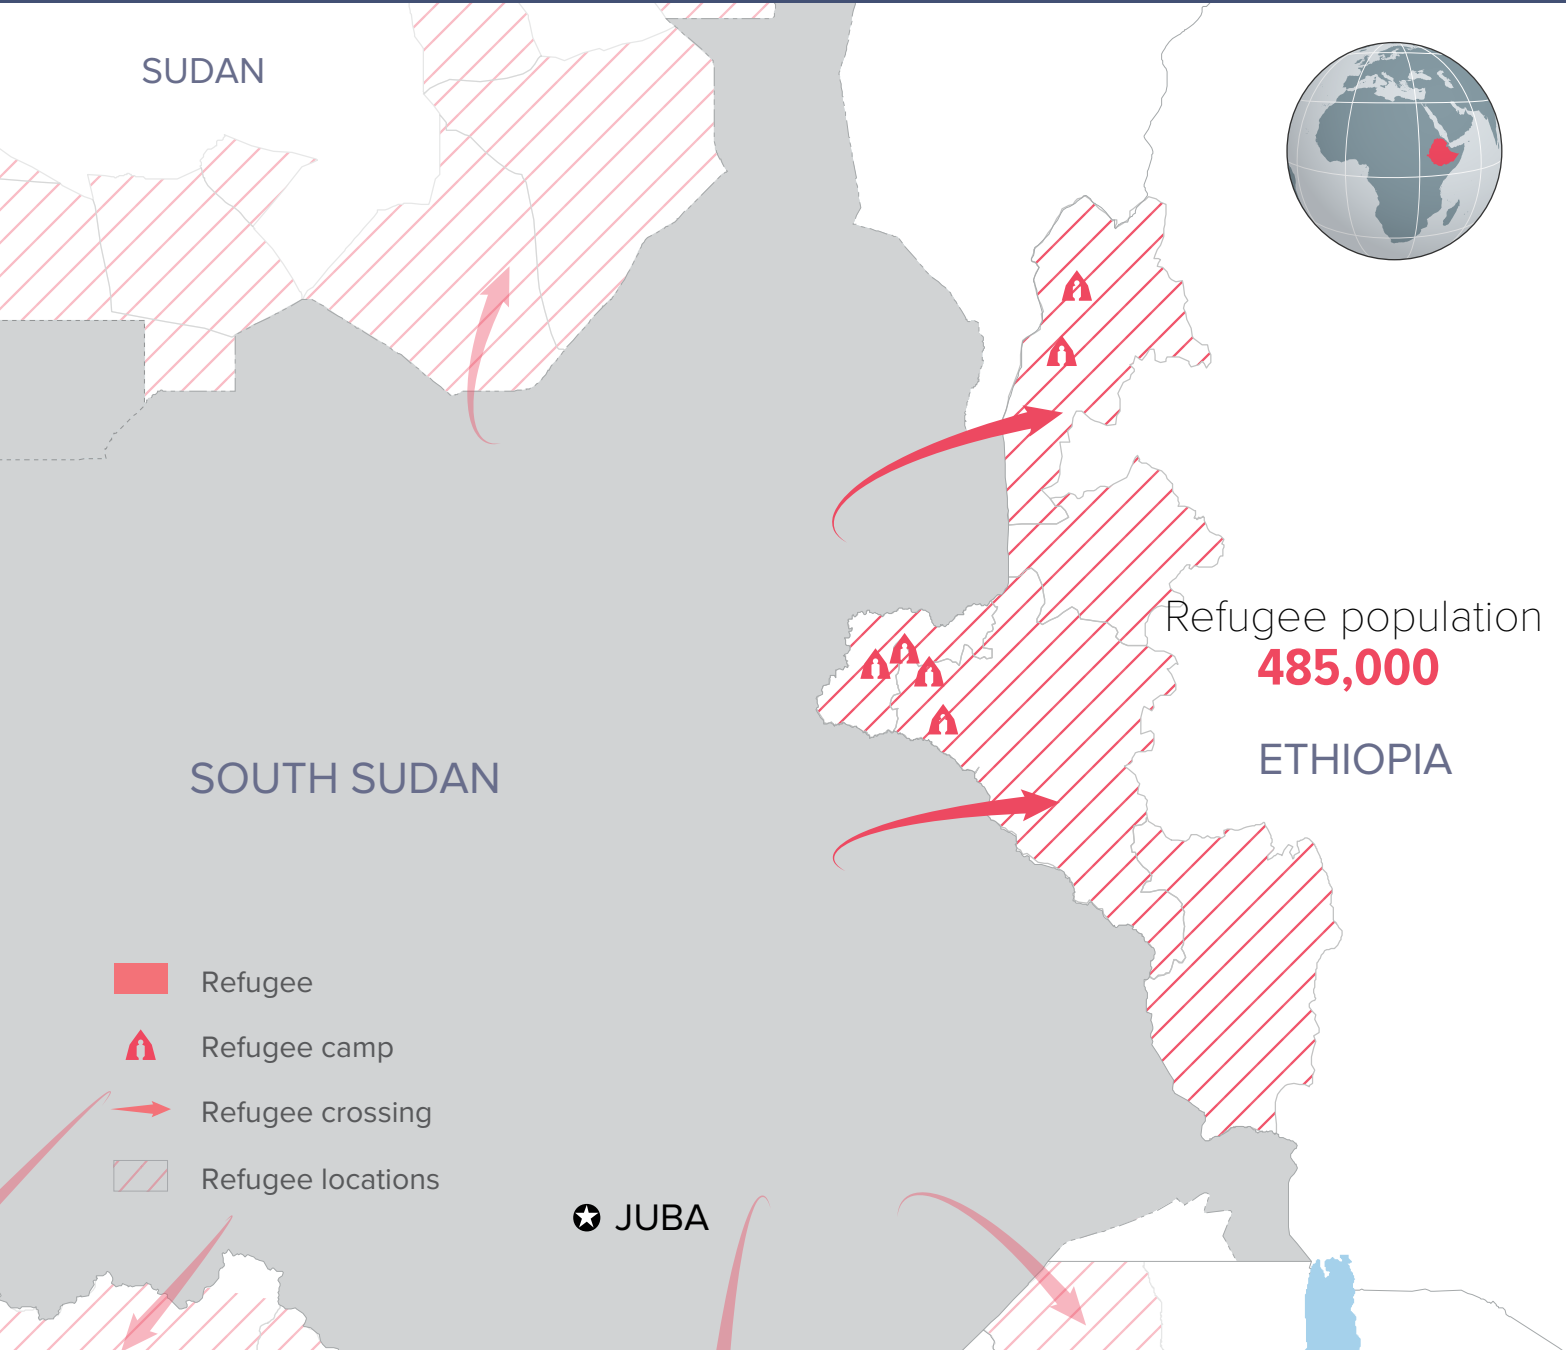 SUDAN
Refugee population
485,000
ETHIOPIA
SOUTH SUDAN
Refugee
Refugee camp
Refugee crossing
Refugee locations
JUBA